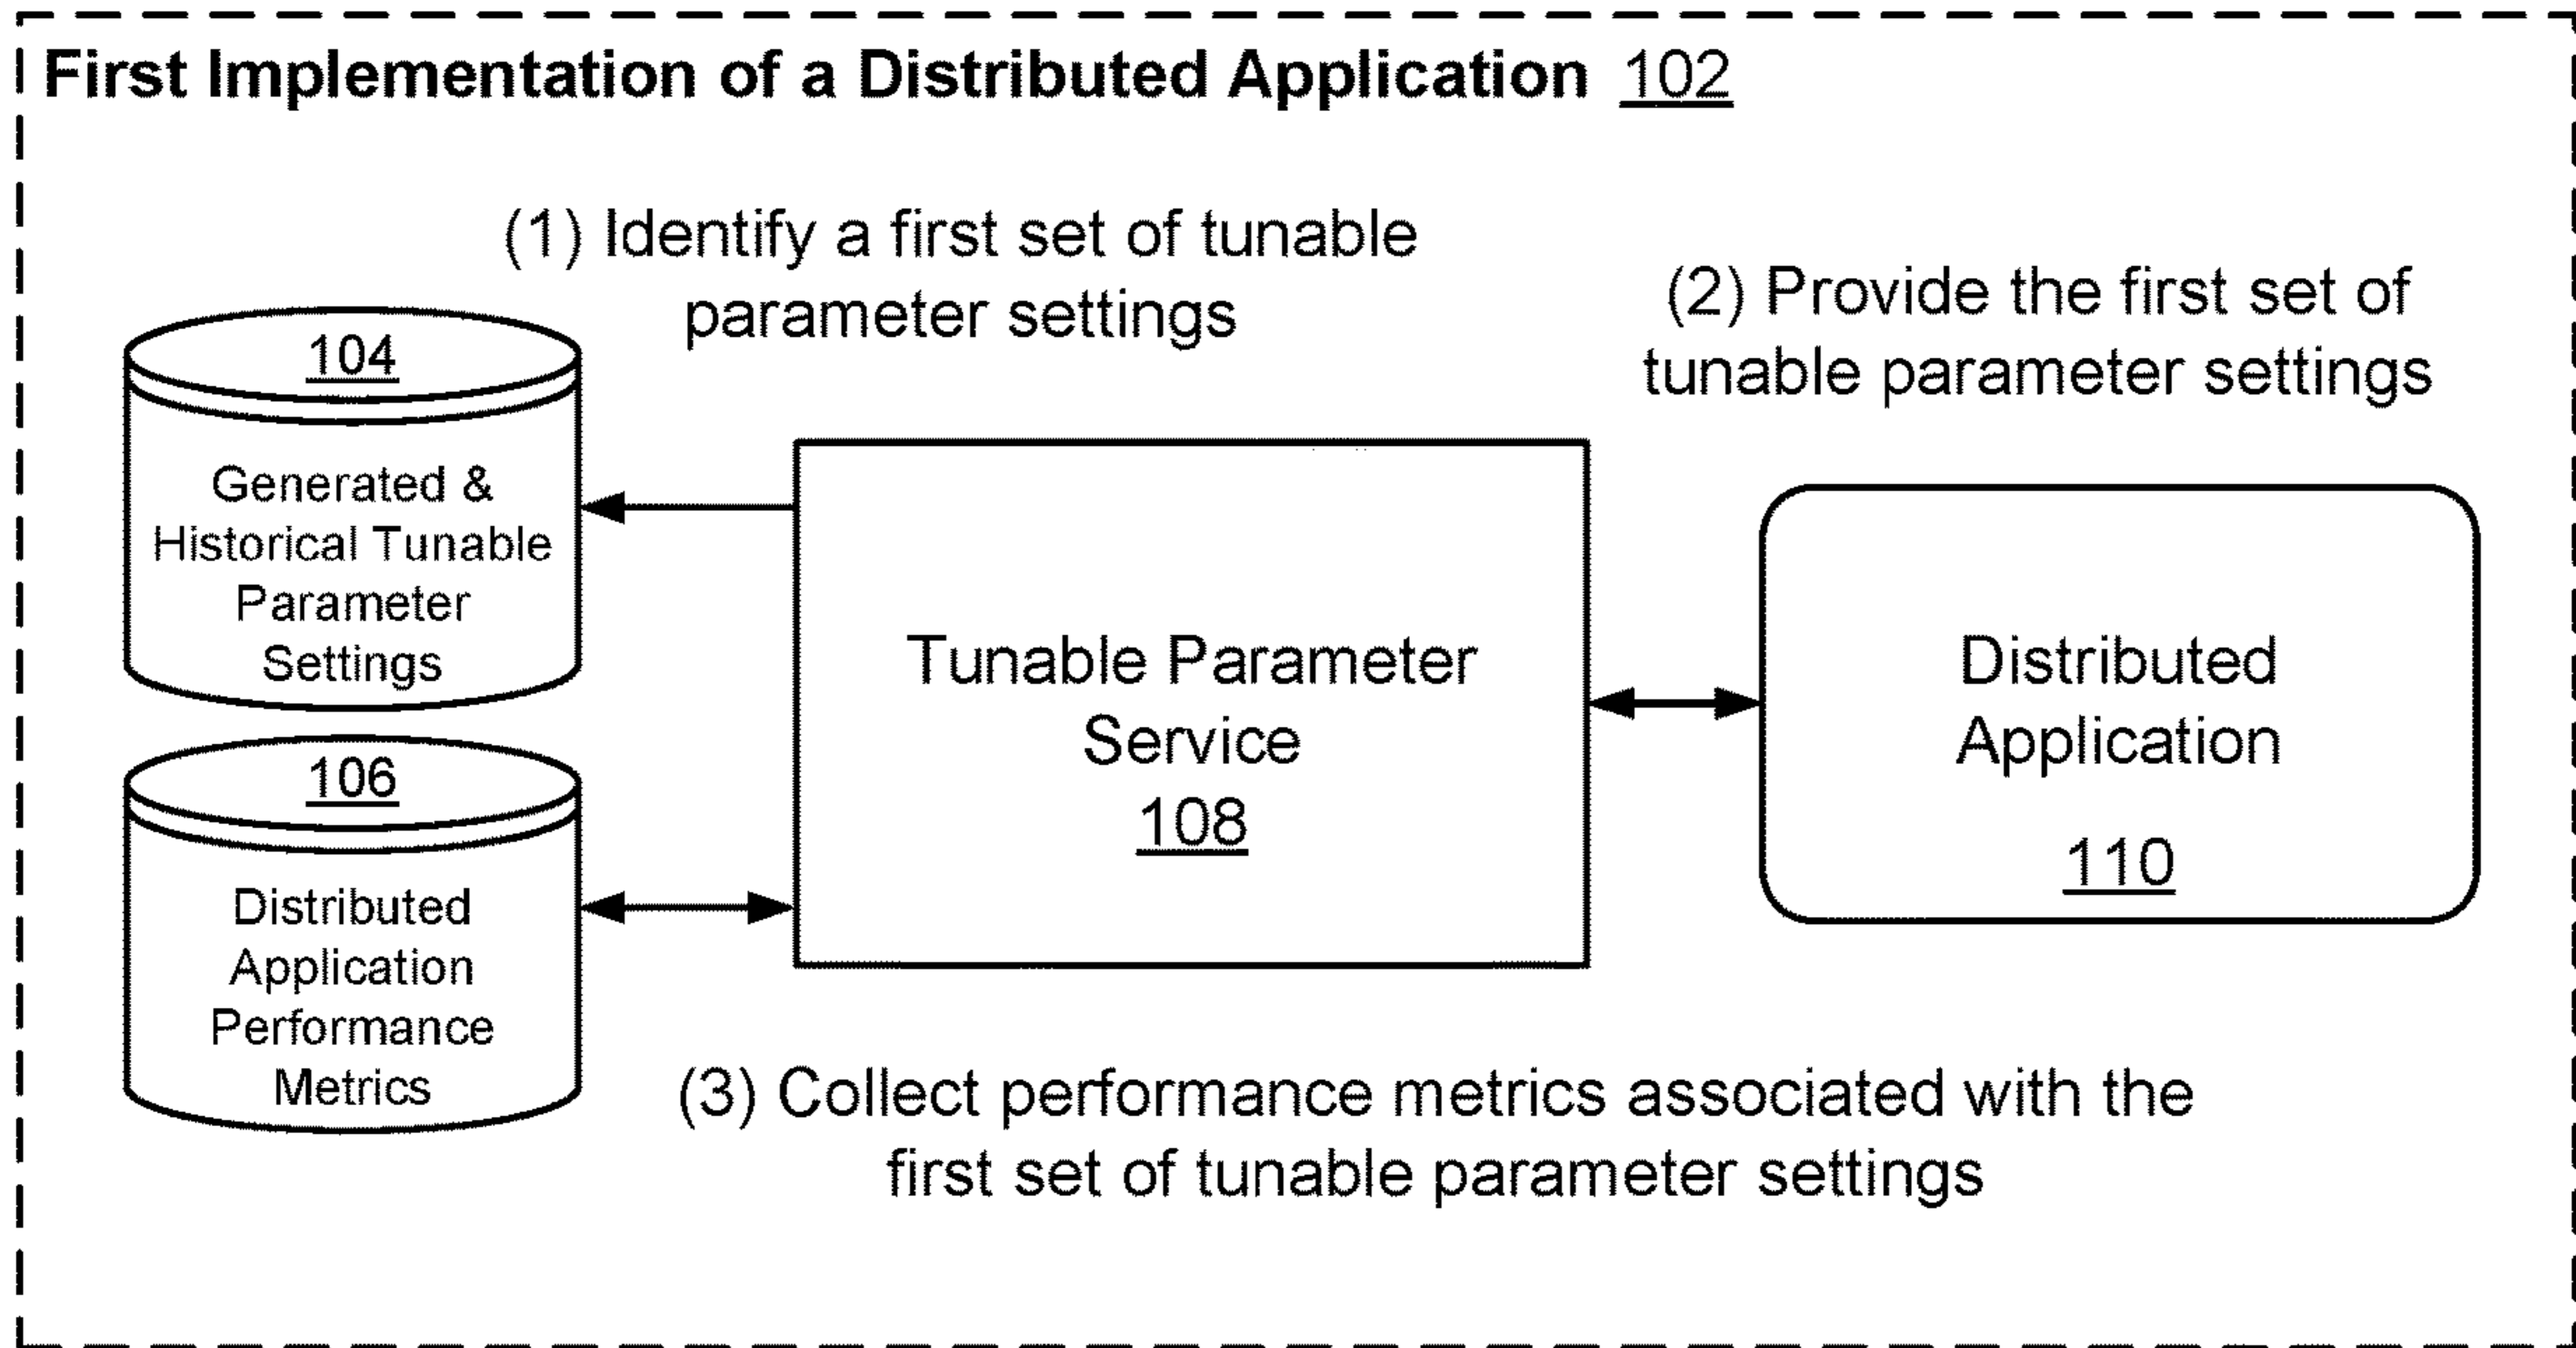 First Implementation of a Distributed Application 102
(1) Identify a first set of tunable
parameter settings
(2) Provide the first set of
tunable parameter settings
104
Generated &
Historical Tunable
Parameter
Settings
Tunable Parameter
Service
108
Distributed
Application
110
106
Distributed
Application
Performance
Metrics
(3) Collect performance metrics associated with the
first set of tunable parameter settings